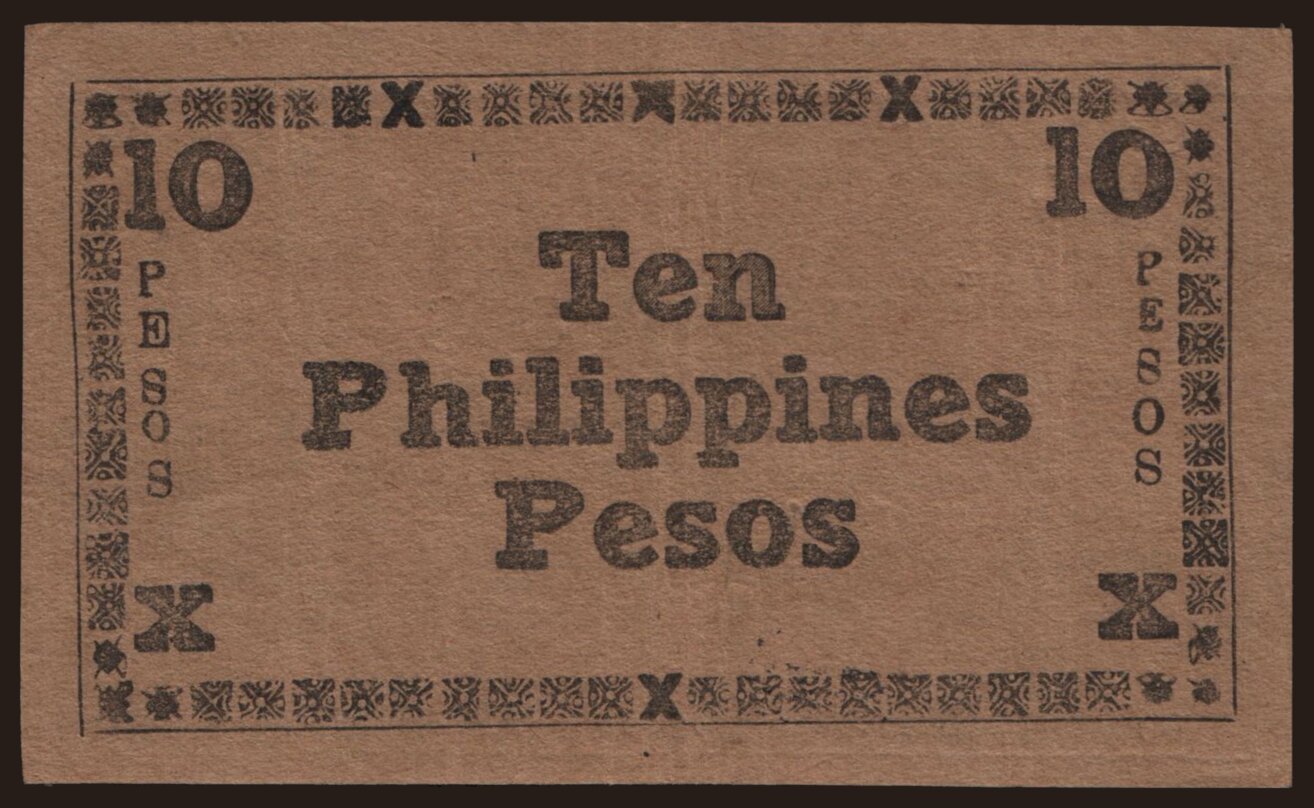 X X
10 10
PESOS PESOS
Ten
Philippines
Pesos
X X
X